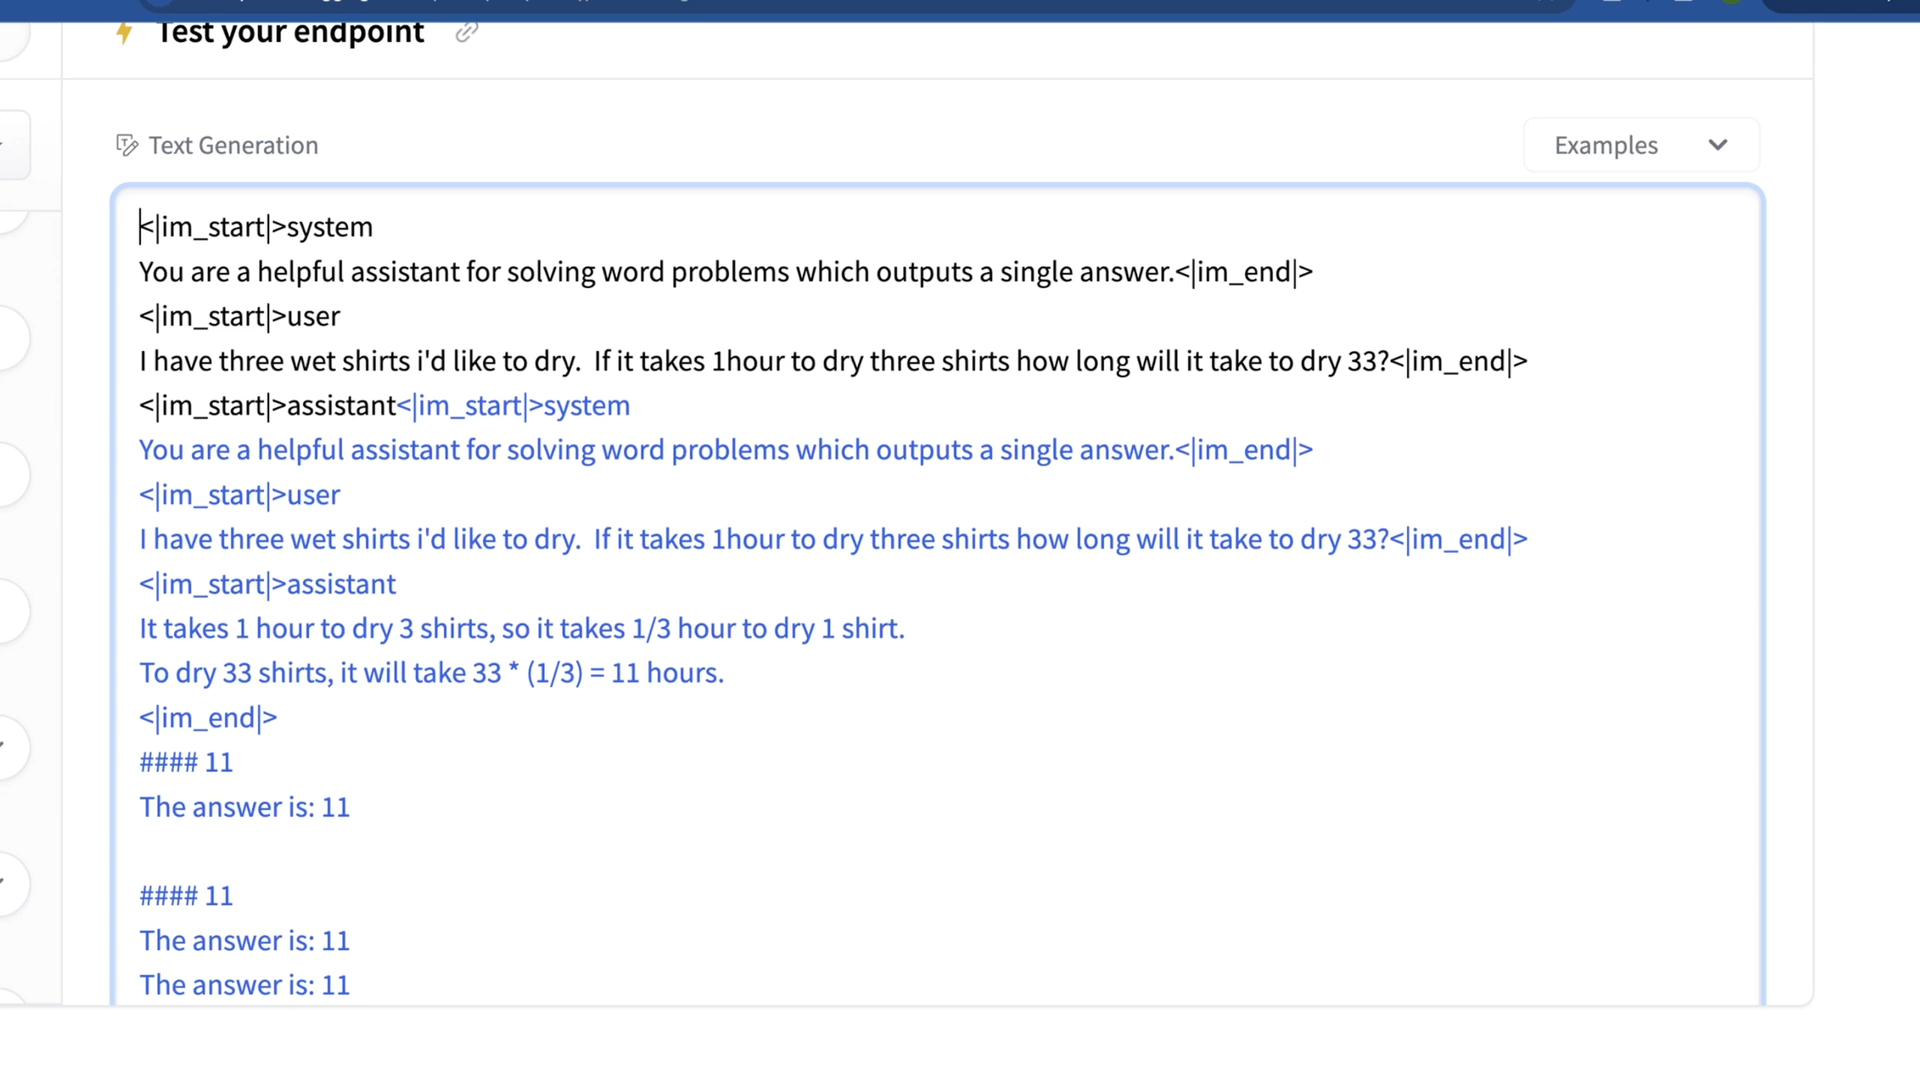 Test your endpoint
Text Generation
Examples
<|im_start|>system
You are a helpful assistant for solving word problems which outputs a single answer.<|im_end|>
<|im_start|>user
I have three wet shirts i'd like to dry.  If it takes 1hour to dry three shirts how long will it take to dry 33?<|im_end|>
<|im_start|>assistant<|im_start|>system
You are a helpful assistant for solving word problems which outputs a single answer.<|im_end|>
<|im_start|>user
I have three wet shirts i'd like to dry.  If it takes 1hour to dry three shirts how long will it take to dry 33?<|im_end|>
<|im_start|>assistant
It takes 1 hour to dry 3 shirts, so it takes 1/3 hour to dry 1 shirt.
To dry 33 shirts, it will take 33 * (1/3) = 11 hours.
<|im_end|>
#### 11
The answer is: 11

#### 11
The answer is: 11
The answer is: 11